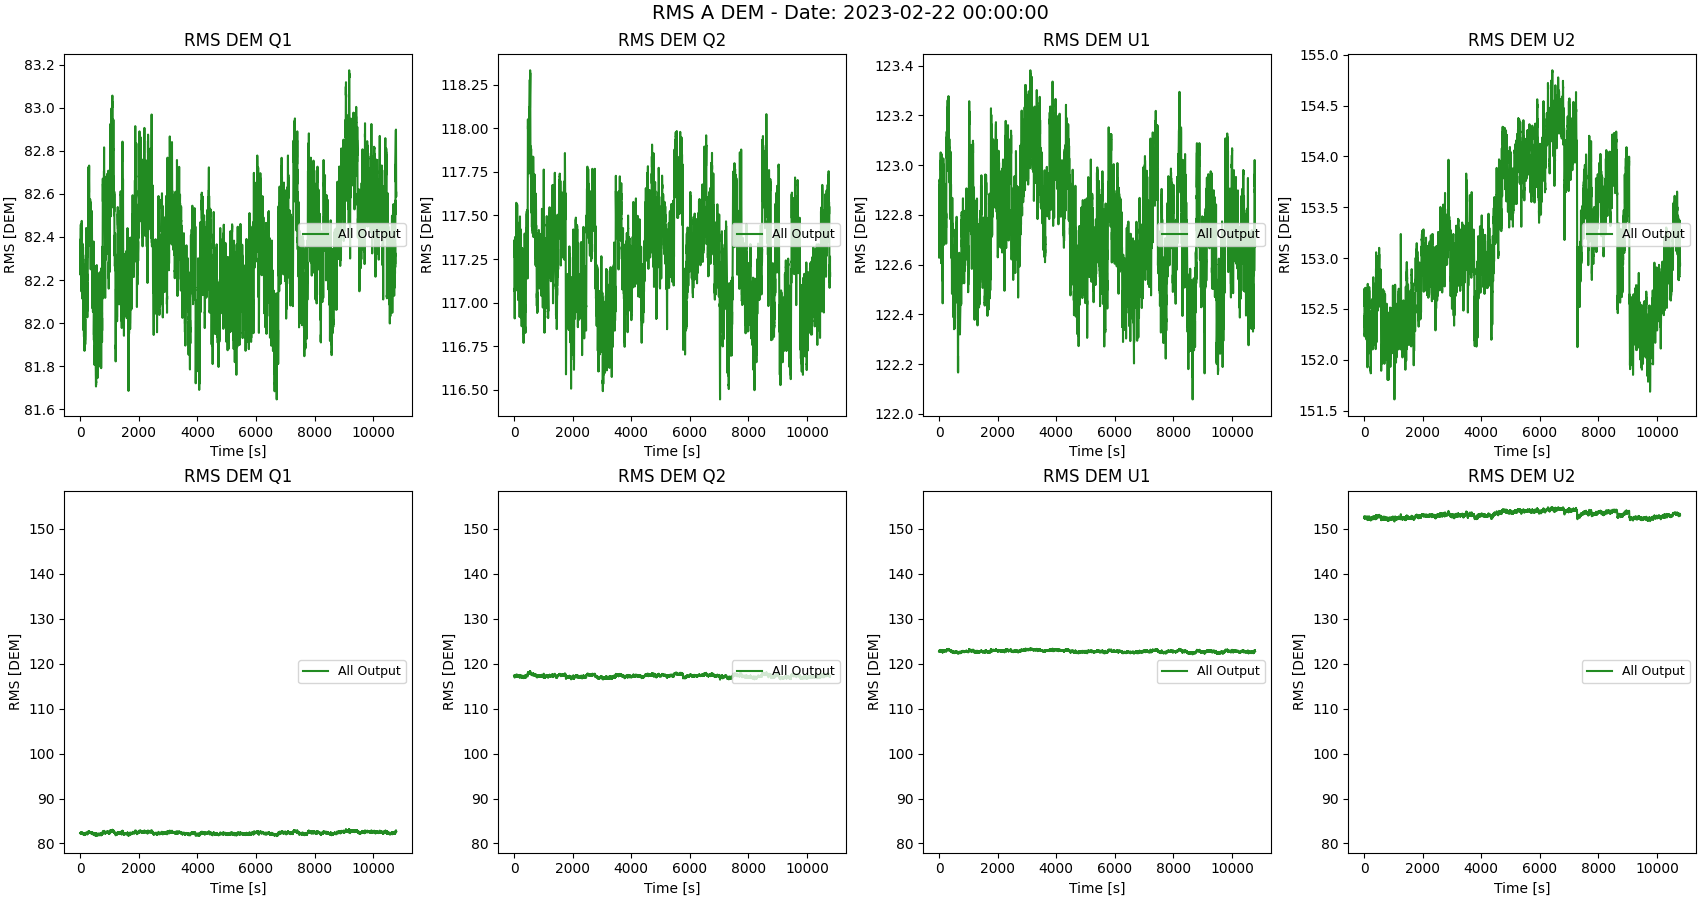 RMS A DEM - Date: 2023-02-22 00:00:00
RMS DEM Q1
RMS [DEM]
83.2
83.0
82.8
82.6
82.4
82.2
82.0
81.8
81.6
All Output
0 2000 4000 6000 8000 10000
Time [s]
RMS DEM Q2
RMS [DEM]
118.25
118.00
117.75
117.50
117.25
117.00
116.75
116.50
All Output
0 2000 4000 6000 8000 10000
Time [s]
RMS DEM U1
RMS [DEM]
123.4
123.2
123.0
122.8
122.6
122.4
122.2
122.0
All Output
0 2000 4000 6000 8000 10000
Time [s]
RMS DEM U2
RMS [DEM]
155.0
154.5
154.0
153.5
153.0
152.5
152.0
151.5
All Output
0 2000 4000 6000 8000 10000
Time [s]
RMS DEM Q1
RMS [DEM]
150
140
130
120
110
100
90
80
All Output
0 2000 4000 6000 8000 10000
Time [s]
RMS DEM Q2
RMS [DEM]
150
140
130
120
110
100
90
80
All Output
0 2000 4000 6000 8000 10000
Time [s]
RMS DEM U1
RMS [DEM]
150
140
130
120
110
100
90
80
All Output
0 2000 4000 6000 8000 10000
Time [s]
RMS DEM U2
RMS [DEM]
150
140
130
120
110
100
90
80
All Output
0 2000 4000 6000 8000 10000
Time [s]